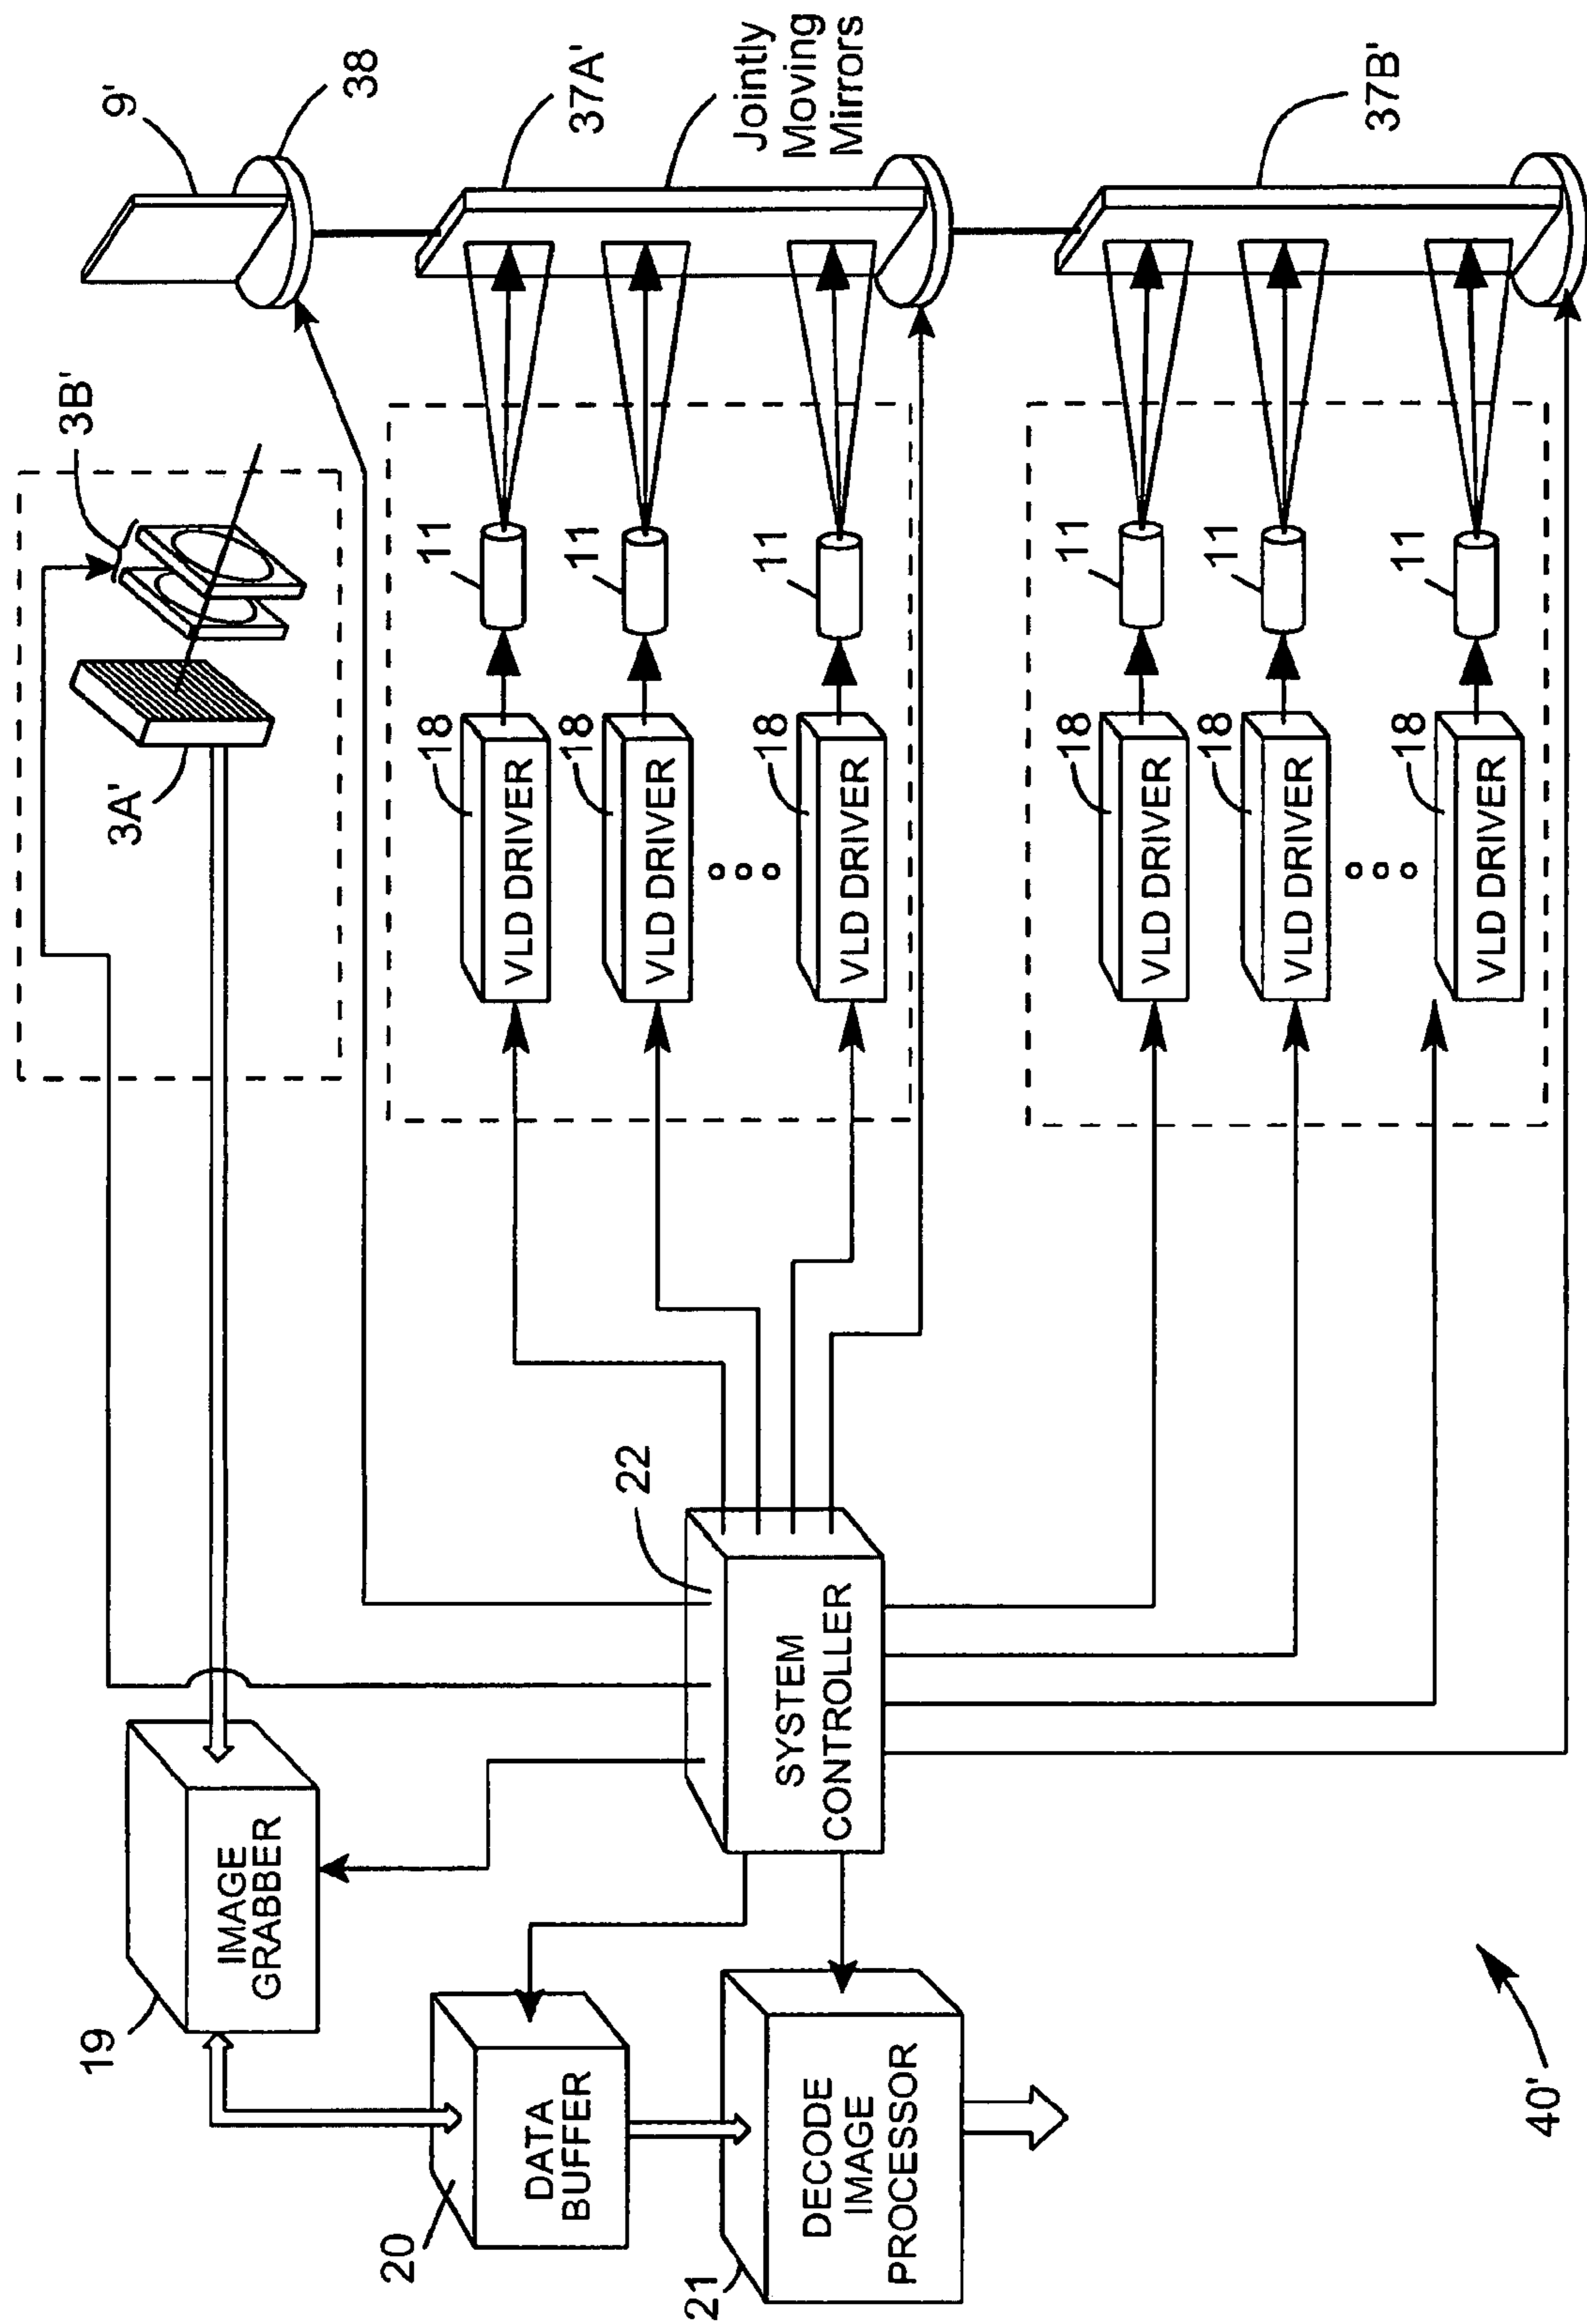 9'
38
3B'
3A'
37A'
Jointly
Moving
Mirrors
37B'
11
11
11
11
11
11
18
VLD DRIVER
18
VLD DRIVER
18
VLD DRIVER
18
VLD DRIVER
18
VLD DRIVER
18
VLD DRIVER
22
SYSTEM
CONTROLLER
19
IMAGE
GRABBER
20
DATA
BUFFER
21
DECODE
IMAGE
PROCESSOR
40'